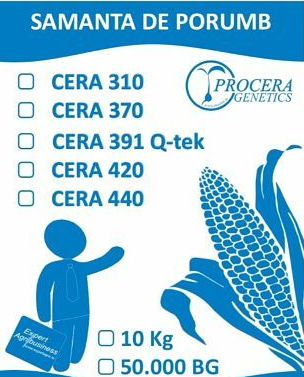 SAMANTA DE PORUMB
CERA 310
PROCERA
GENETICS
CERA 370
CERA 391 Q-tek
CERA 420
CERA 440
Expert
Agribusiness
10 Kg
50.000 BG